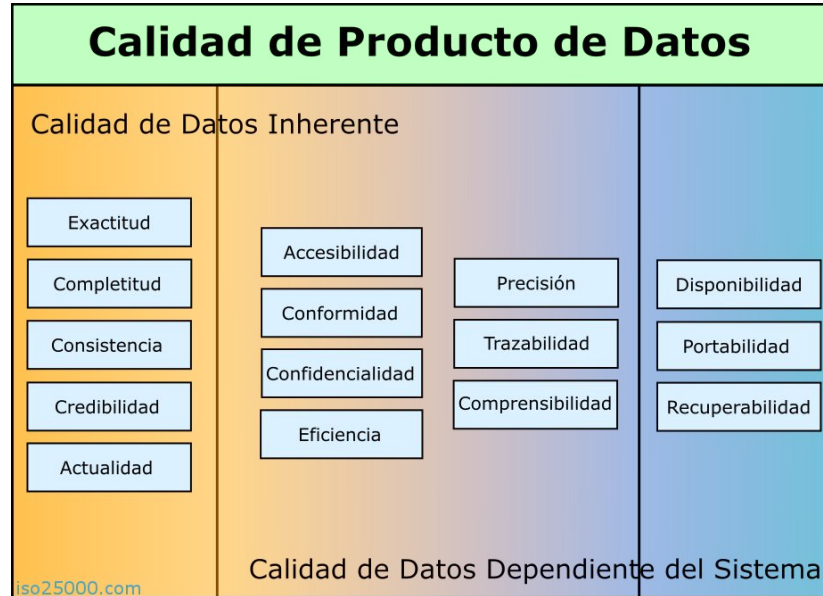 Calidad de Producto de Datos
Calidad de Datos Inherente
Exactitud
Completitud
Consistencia
Credibilidad
Actualidad
Accesibilidad
Conformidad
Confidencialidad
Eficiencia
Precisión
Trazabilidad
Comprensibilidad
Disponibilidad
Portabilidad
Recuperabilidad
Calidad de Datos Dependiente del Sistema
iso25000.com